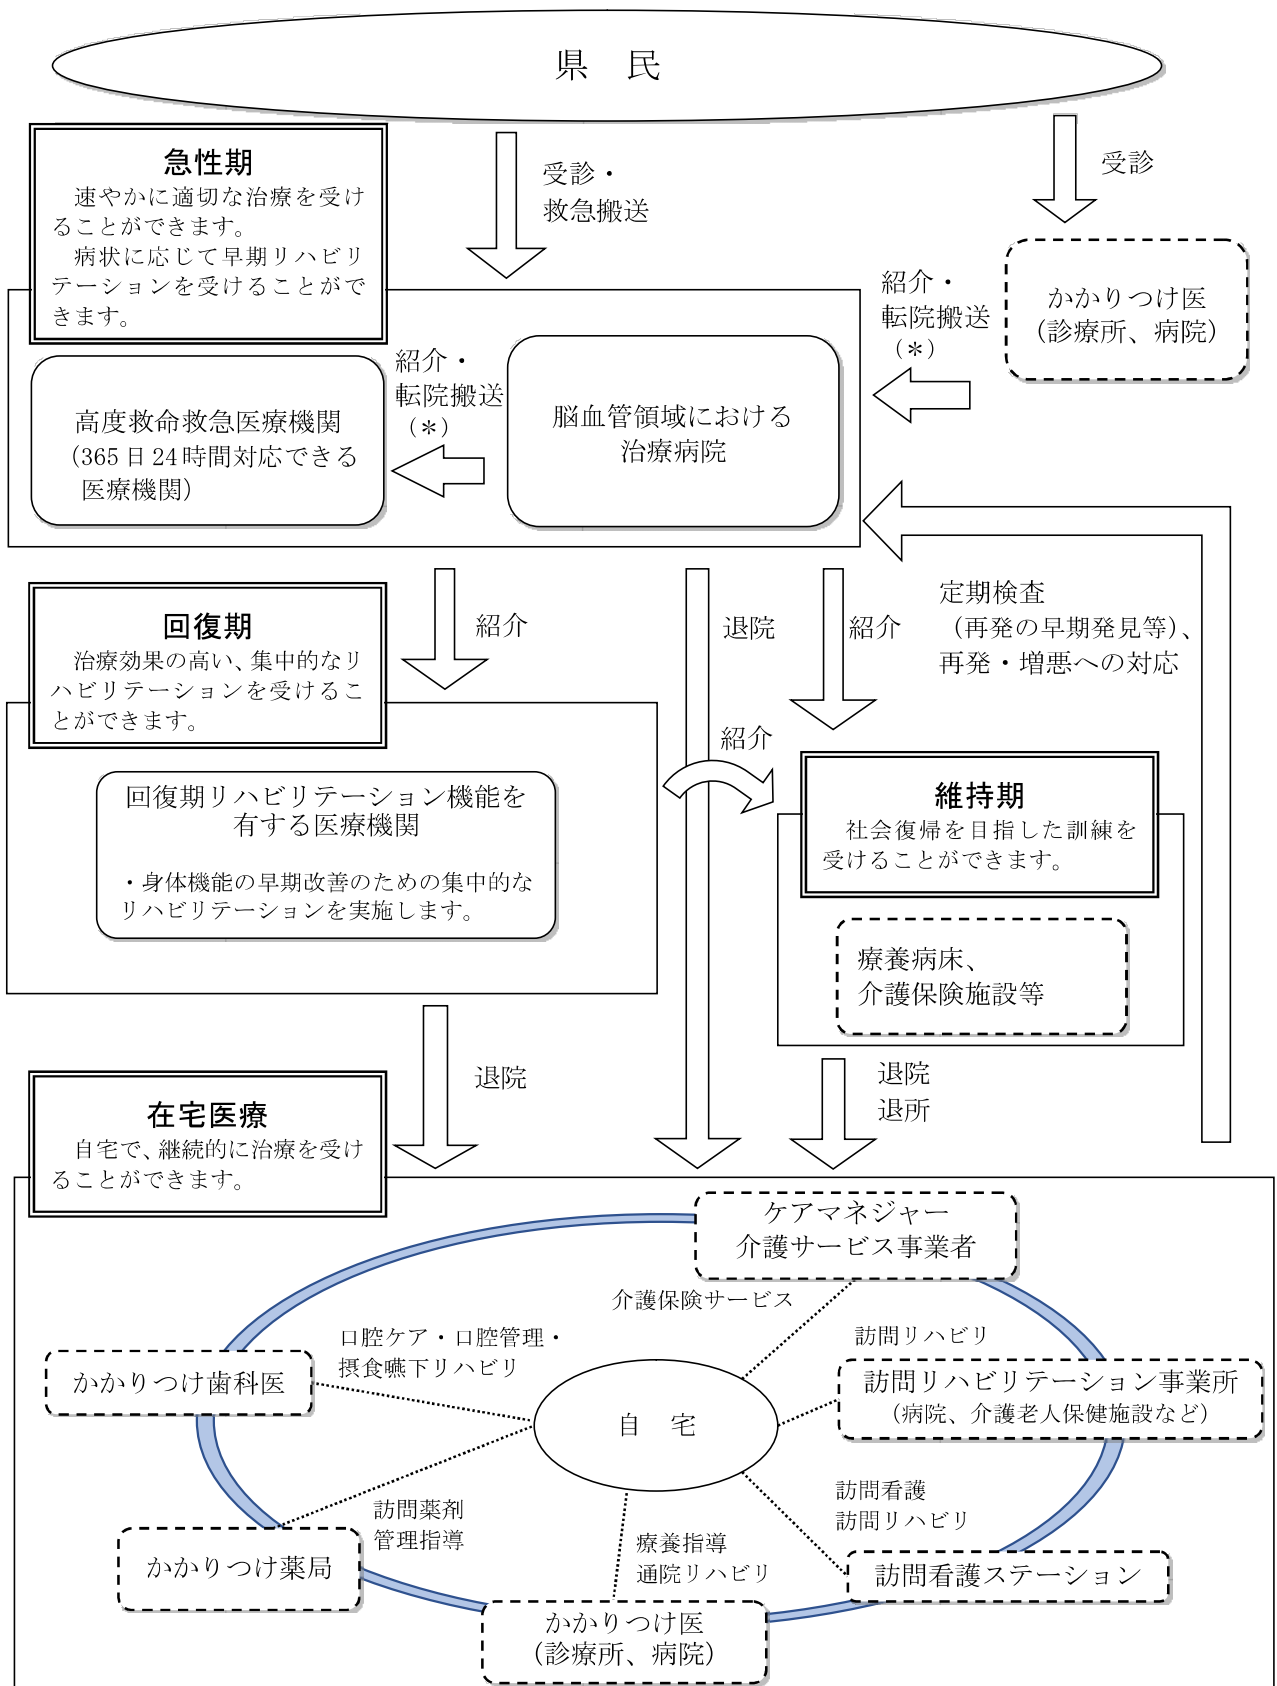 県　民
急性期
速やかに適切な治療を受け
ることができます。
病状に応じて早期リハビリ
テーションを受けることがで
きます。
受診・
救急搬送
受診
かかりつけ医
(診療所、病院)
紹介・
転院搬送
(＊)
紹介・
転院搬送
(＊)
高度救命救急医療機関
(365日24時間対応できる
医療機関)
脳血管領域における
治療病院
回復期
治療効果の高い、集中的なリ
ハビリテーションを受けるこ
とができます。
紹介
退院
紹介
定期検査
（再発の早期発見等)、
再発・増悪への対応
紹介
回復期リハビリテーション機能を
有する医療機関
・身体機能の早期改善のための集中的な
リハビリテーションを実施します。
維持期
社会復帰を目指した訓練を
受けることができます。
療養病床、
介護保険施設等
退院
退院
退所
在宅医療
自宅で、継続的に治療を受け
ることができます。
ケアマネジャー
介護サービス事業者
介護保険サービス
口腔ケア・口腔管理・
摂食嚥下リハビリ
訪問リハビリ
かかりつけ歯科医
訪問リハビリテーション事業所
(病院、介護老人保健施設など)
自　宅
訪問薬剤
管理指導
訪問看護
訪問リハビリ
療養指導
通院リハビリ
かかりつけ薬局
訪問看護ステーション
かかりつけ医
(診療所、病院)